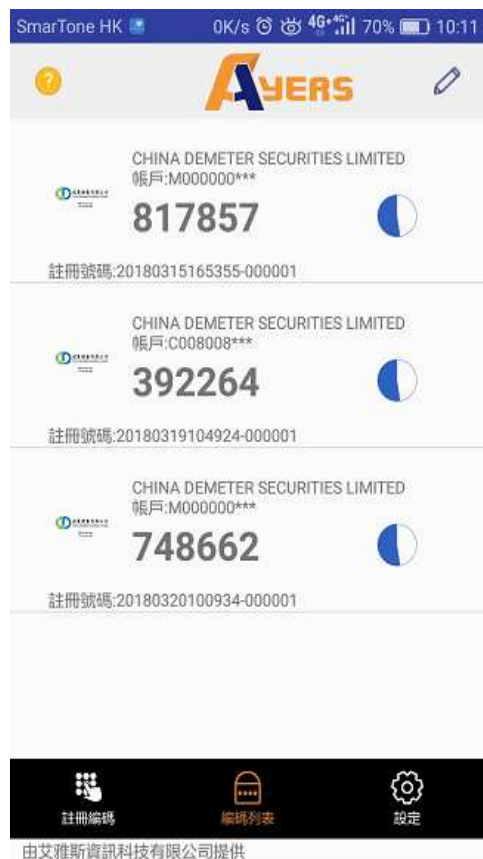 SmarTone HK 0K/s 4G+ 4G 70% 10:11
?
AYERS
CHINA DEMETER SECURITIES LIMITED
帳戶:M000000***
817857
註冊號碼:20180315165355-000001
CHINA DEMETER SECURITIES LIMITED
帳戶:C008008***
392264
註冊號碼:20180319104924-000001
CHINA DEMETER SECURITIES LIMITED
帳戶:M000000***
748662
註冊號碼:20180320100934-000001
註冊編碼 編碼列表 設定
由艾雅斯資訊科技有限公司提供